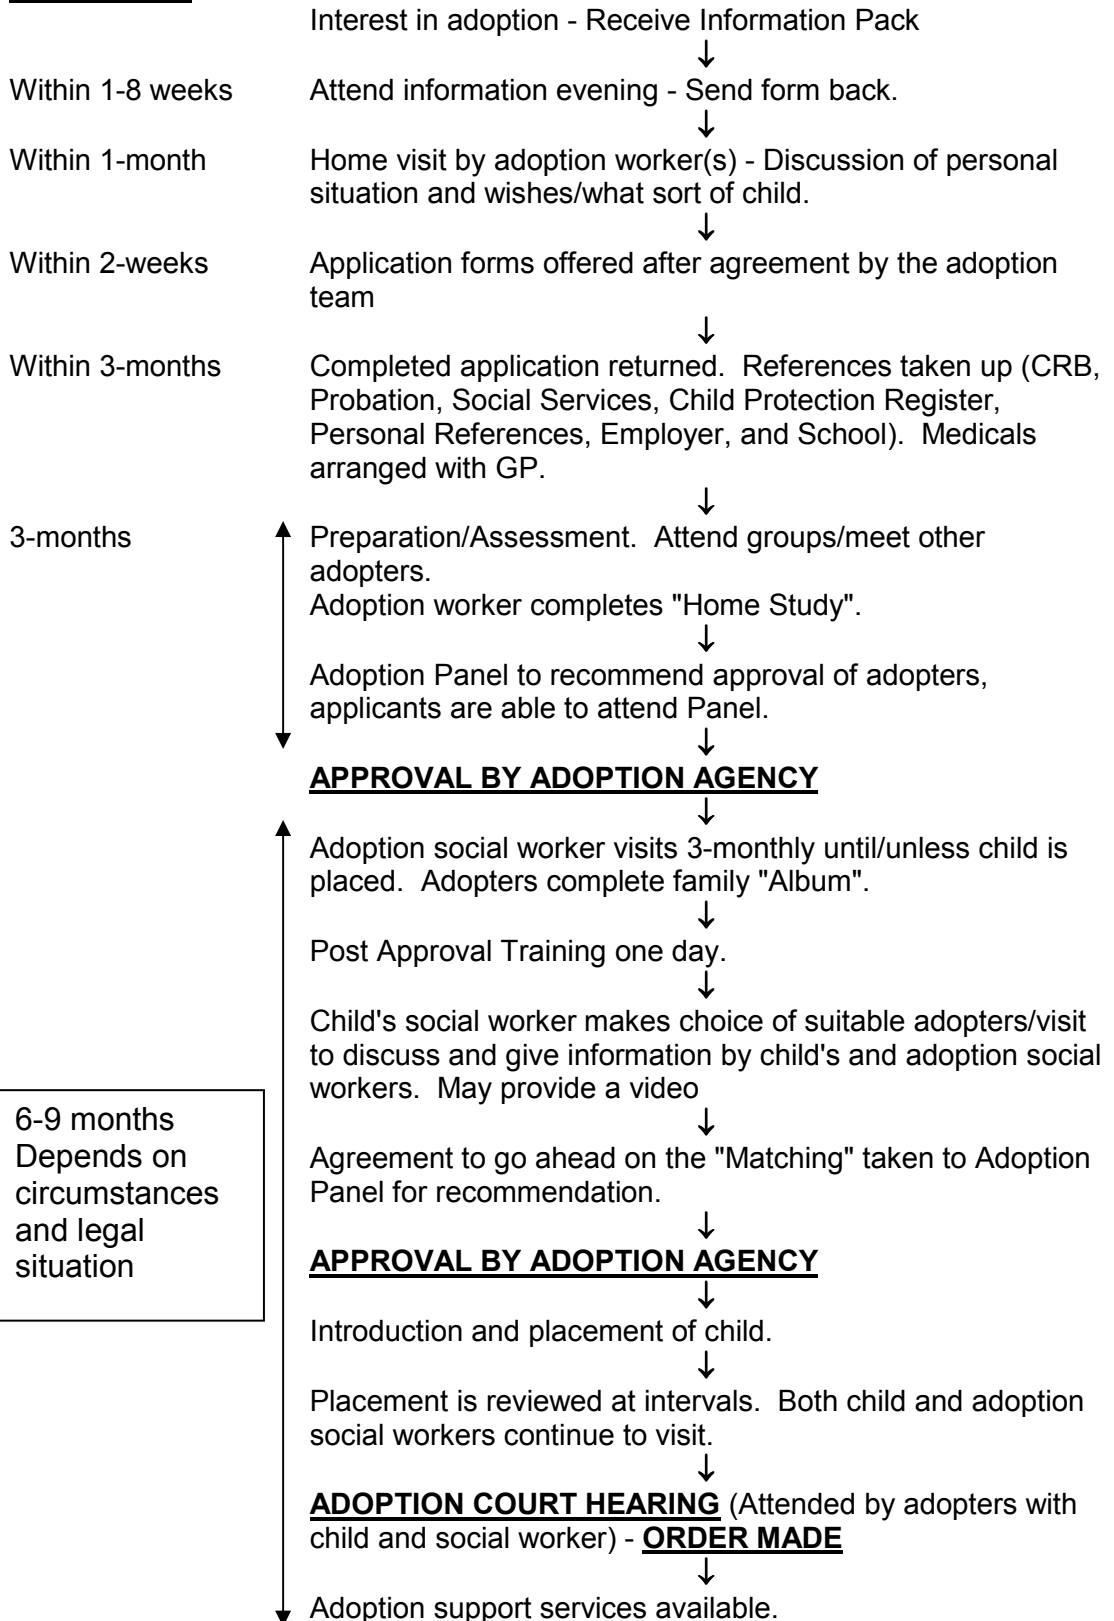 Interest in adoption - Receive Information Pack
↓
Within 1-8 weeks Attend information evening - Send form back.
↓
Within 1-month Home visit by adoption worker(s) - Discussion of personal
situation and wishes/what sort of child.
↓
Within 2-weeks Application forms offered after agreement by the adoption
team
↓
Within 3-months Completed application returned. References taken up (CRB,
Probation, Social Services, Child Protection Register,
Personal References, Employer, and School). Medicals
arranged with GP.
↓
3-months Preparation/Assessment. Attend groups/meet other
adopters.
Adoption worker completes "Home Study".
↓
Adoption Panel to recommend approval of adopters,
applicants are able to attend Panel.
↓
APPROVAL BY ADOPTION AGENCY
↓
Adoption social worker visits 3-monthly until/unless child is
placed. Adopters complete family "Album".
↓
Post Approval Training one day.
↓
Child's social worker makes choice of suitable adopters/visit
to discuss and give information by child's and adoption social
workers. May provide a video
↓
6-9 months
Depends on
circumstances
and legal
situation
Agreement to go ahead on the "Matching" taken to Adoption
Panel for recommendation.
↓
APPROVAL BY ADOPTION AGENCY
↓
Introduction and placement of child.
↓
Placement is reviewed at intervals. Both child and adoption
social workers continue to visit.
↓
ADOPTION COURT HEARING (Attended by adopters with
child and social worker) - ORDER MADE
↓
Adoption support services available.